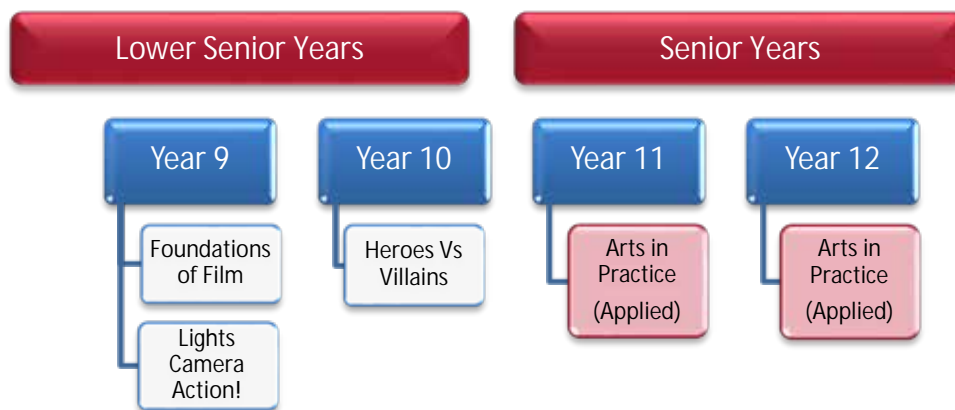 Lower Senior Years
Senior Years
Year 9
Year 10
Year 11
Year 12
Foundations
of Film
Lights
Camera
Action!
Heroes Vs
Villains
Arts in
Practice
(Applied)
Arts in
Practice
(Applied)